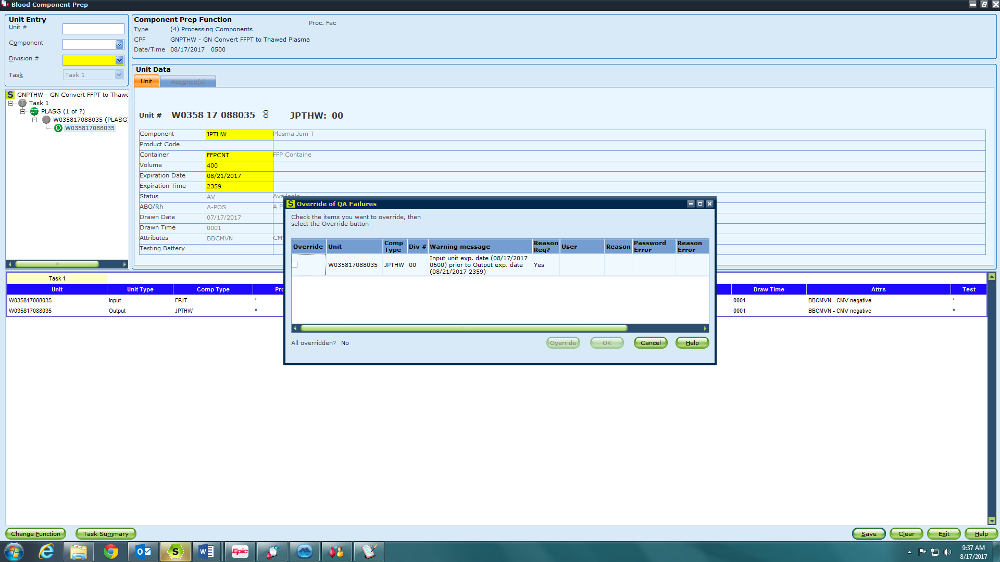 Blood Component Prep
Unit Entry
Unit #
Component
Division #
Task
Task 1
Component Prep Function
Proc. Fac
Type (4) Processing Components
CPF GNPTHW - GN Convert FFPT to Thawed Plasma
Date/Time 08/17/2017 0500
GNPTHW - GN Convert FFPT to Thawe
Task 1
PLASG (1 of ?)
W035817088035 (PLASG)
W035817088035
Unit Data
Unit
Assignee(s)
Unit # W0358 17 088035 00 JPTHW: 00
Component JPTHW Plasma Jum T
Product Code
Container FFPCNT FFP Containe
Volume 400
Expiration Date 08/21/2017
Expiration Time 2359
Status AV Available
ABO/Rh A-POS A P
Drawn Date 07/17/2017
Drawn Time 0001
Attributes BBCMVN CM
Testing Battery
Override of QA Failures
Check the items you want to override, then
select the Override button
Override Unit Comp Type Div # Warning message Reason Req? User Reason Password Error Reason Error
W035817088035 JPTHW 00 Input unit exp. date (08/17/2017 0600) prior to Output exp. date (08/21/2017 2359) Yes
All overridden? No
Override
OK
Cancel
Help
Task 1
Unit Unit Type Comp Type Pro Draw Time Attrs Test
W035817088035 Input FPJT * 0001 BBCMVN - CMV negative *
W035817088035 Output JPTHW * 0001 BBCMVN - CMV negative *
Change Function
Task Summary
Save
Clear
Exit
Help
Epic
9:37 AM
8/17/2017